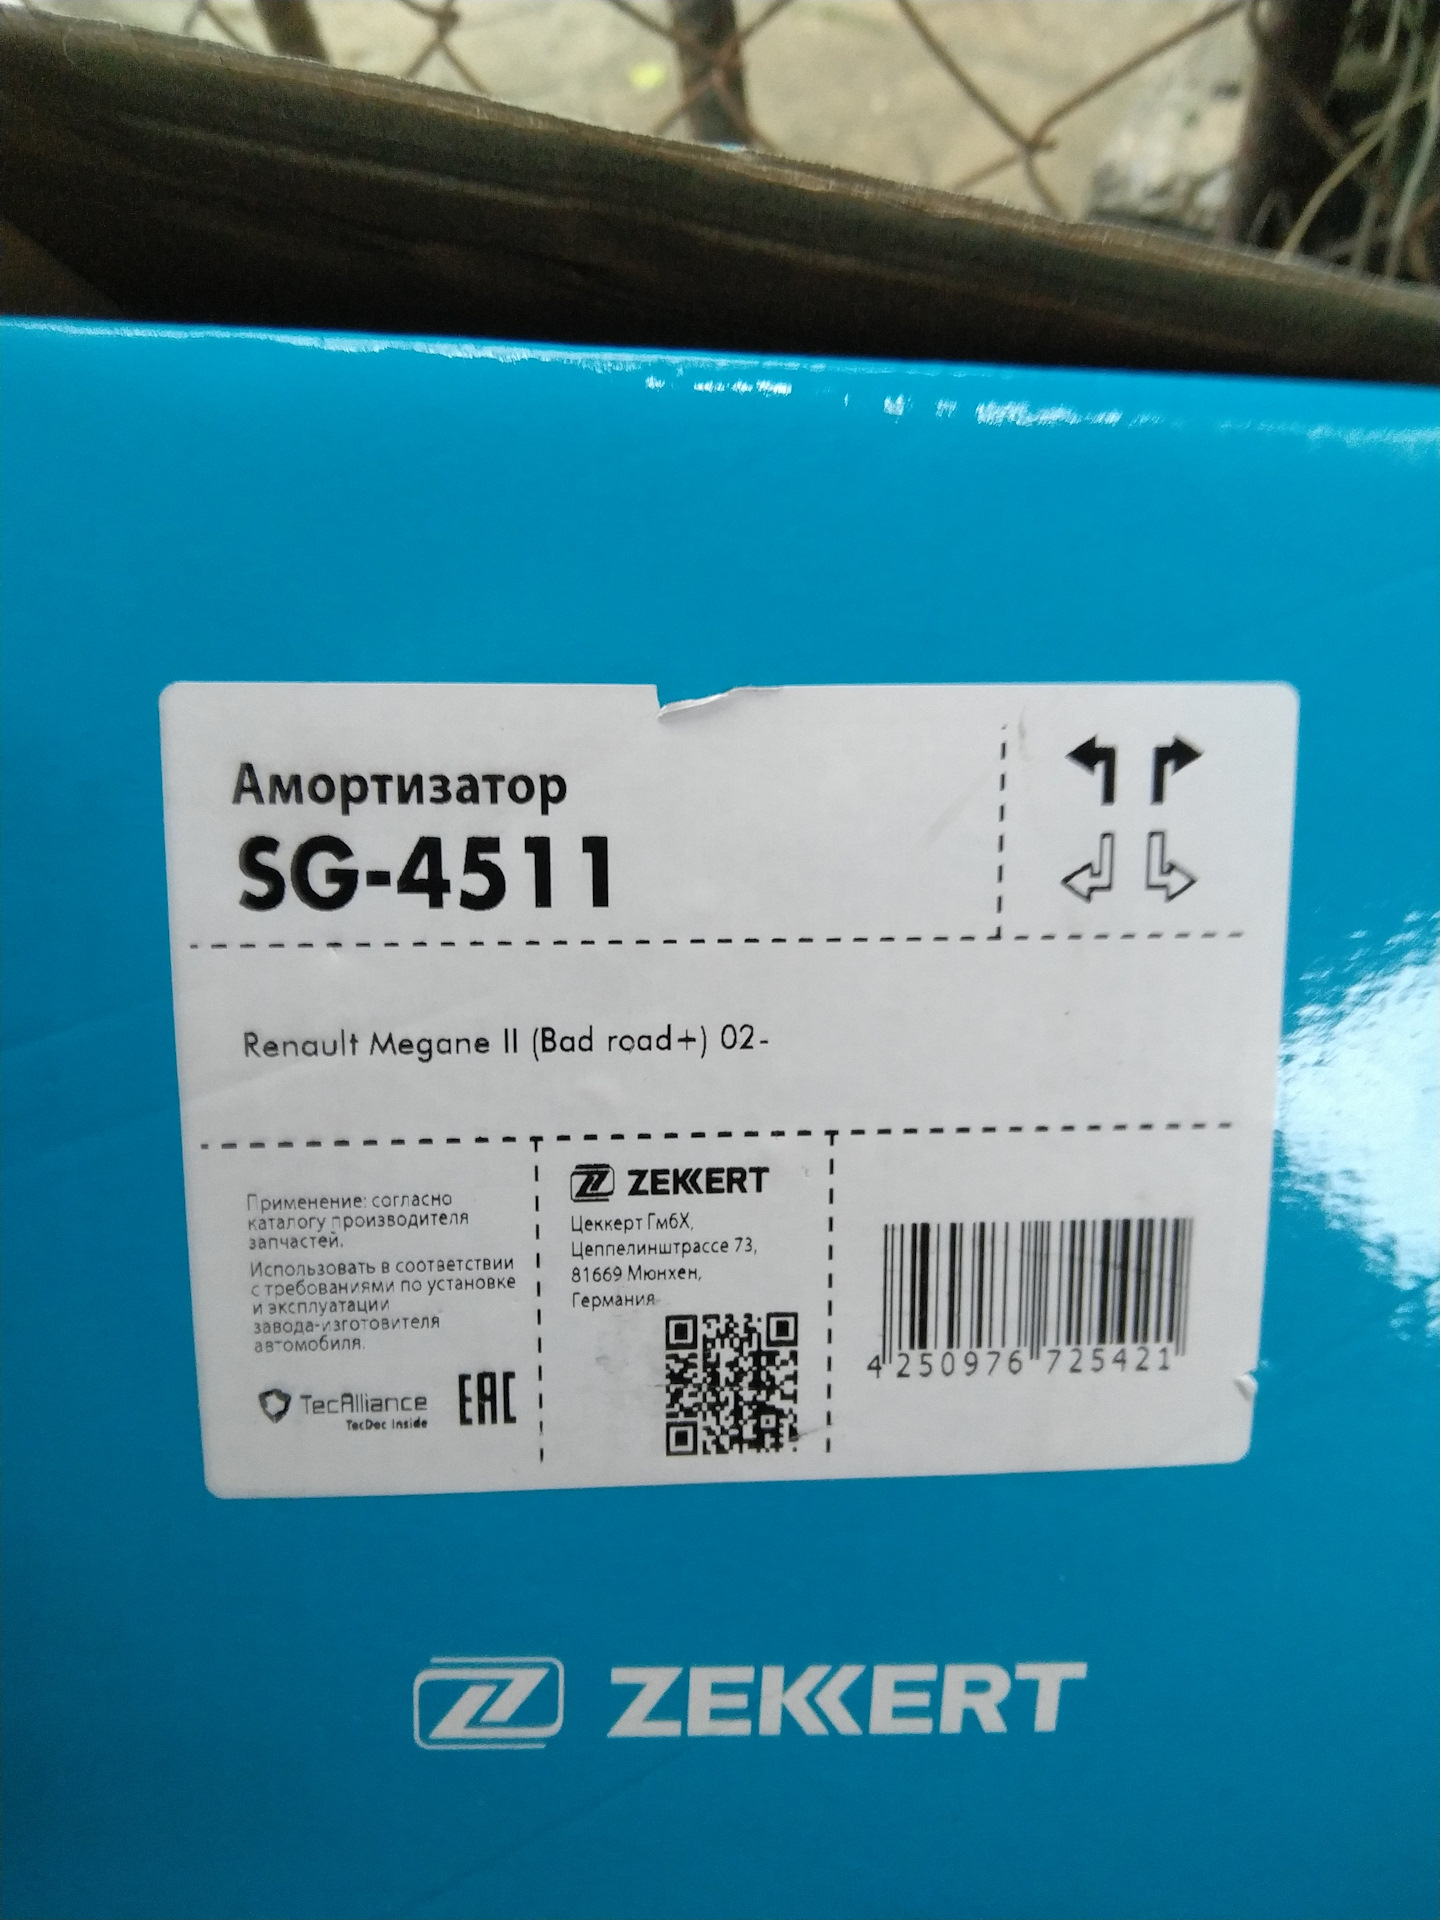 Амортизатор
SG-4511
Renault Megane II (Bad road+) 02-
Применение: согласно
каталогу производителя
запчастей.
Использовать в соответствии
с требованиями по установке
и эксплуатации
завода-изготовителя
автомобиля.
TecAlliance
TecDoc Inside
EAC
ZEKKERT
Цеккерт ГмбХ,
Цеппелинштрассе 73,
81669 Мюнхен,
Германия
4 250976 725421
ZEKKERT